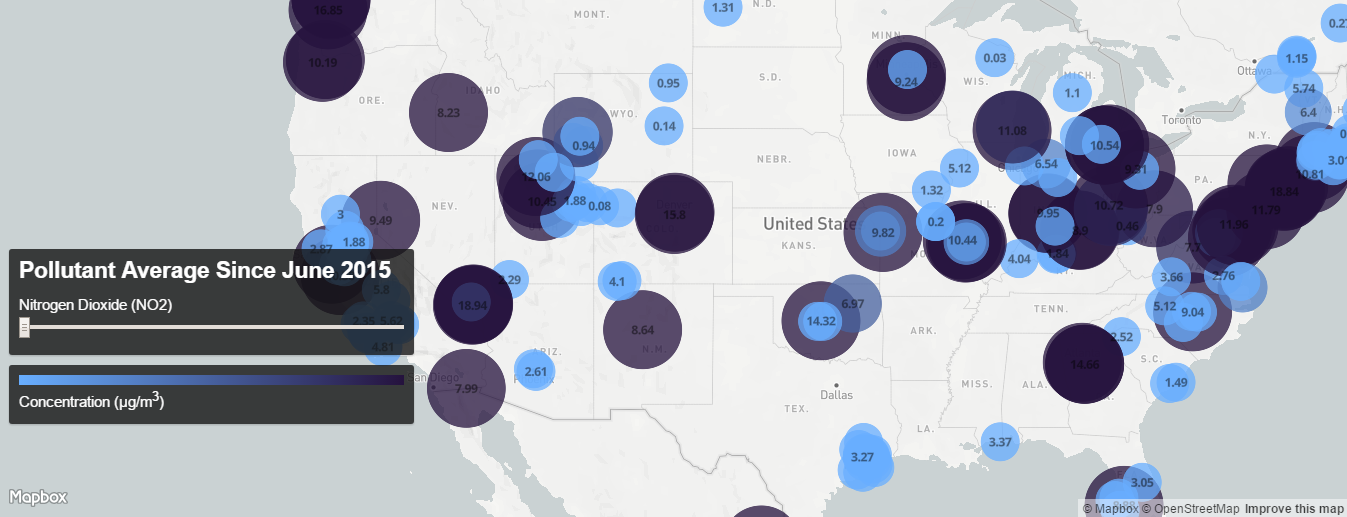 16.85
MONT.
1.31
N.D.
0.27
MINN.
10.19
0.95
S.D.
9.24
0.03
WIS.
MICH.
1.1
Ottawa
1.15
5.74
6.4
N.H.
IDAHO
ORE.
8.23
WYO.
0.14
11.08
10.54
Toronto
N.Y.
0.94
NEBR.
IOWA
5.12
6.54
9.31
PA.
3.01
10.81
12.06
10.45
1.88
0.08
1.32
18.84
3
9.49
NEV.
15.8
United State
KANS.
9.82
0.2
10.44
ILL.
9.95
10.72
0.46
7.9
11.79
11.96
2.87
1.88
8.9
1.84
4.04
7.7
Pollutant Average Since June 2015
Nitrogen Dioxide (NO2)
5.8
2.35
5.62
4.81
18.94
2.29
4.1
8.64
N.M.
14.32
6.97
ARK.
TENN.
3.66
2.76
5.12
9.04
2.52
S.C.
ARIZ.
2.61
San Diego
7.99
Dallas
TEX.
MISS.
ALA.
14.66
1.49
Concentration (µg/m3)
LA.
3.27
3.37
3.05
Mapbox
© Mapbox © OpenStreetMap Improve this map